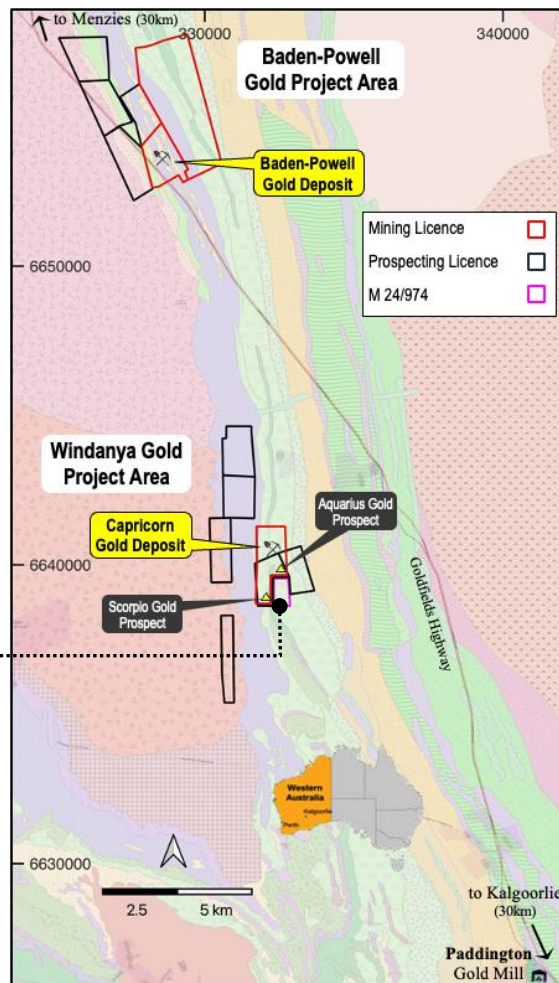 to Menzies (30km)
330000
340000
Baden-Powell
Gold Project Area
Baden-Powell
Gold Deposit
Mining Licence
Prospecting Licence
M 24/974
6650000
Windanya Gold
Project Area
Aquarius Gold
Prospect
Capricorn
Gold Deposit
6640000
Scorpio Gold
Prospect
Goldfields Highway
Western
Australia
Kalgoorlie
Perth
6630000
2.5
5 km
to Kalgoorlie
(30km)
Paddington
Gold Mill